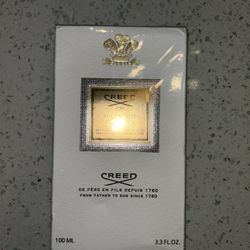 CREED
CREED
DE PÈRE EN FILS DEPUIS 1760
FROM FATHER TO SON SINCE 1760
100 ML
3.3 FL.OZ.